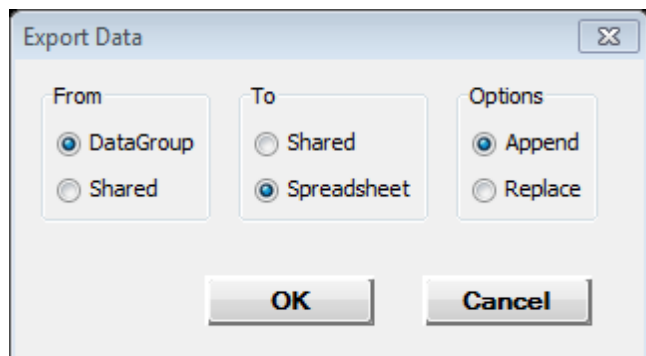 Export Data
From
To
Options
DataGroup
Shared
Append
Shared
Spreadsheet
Replace
OK
Cancel